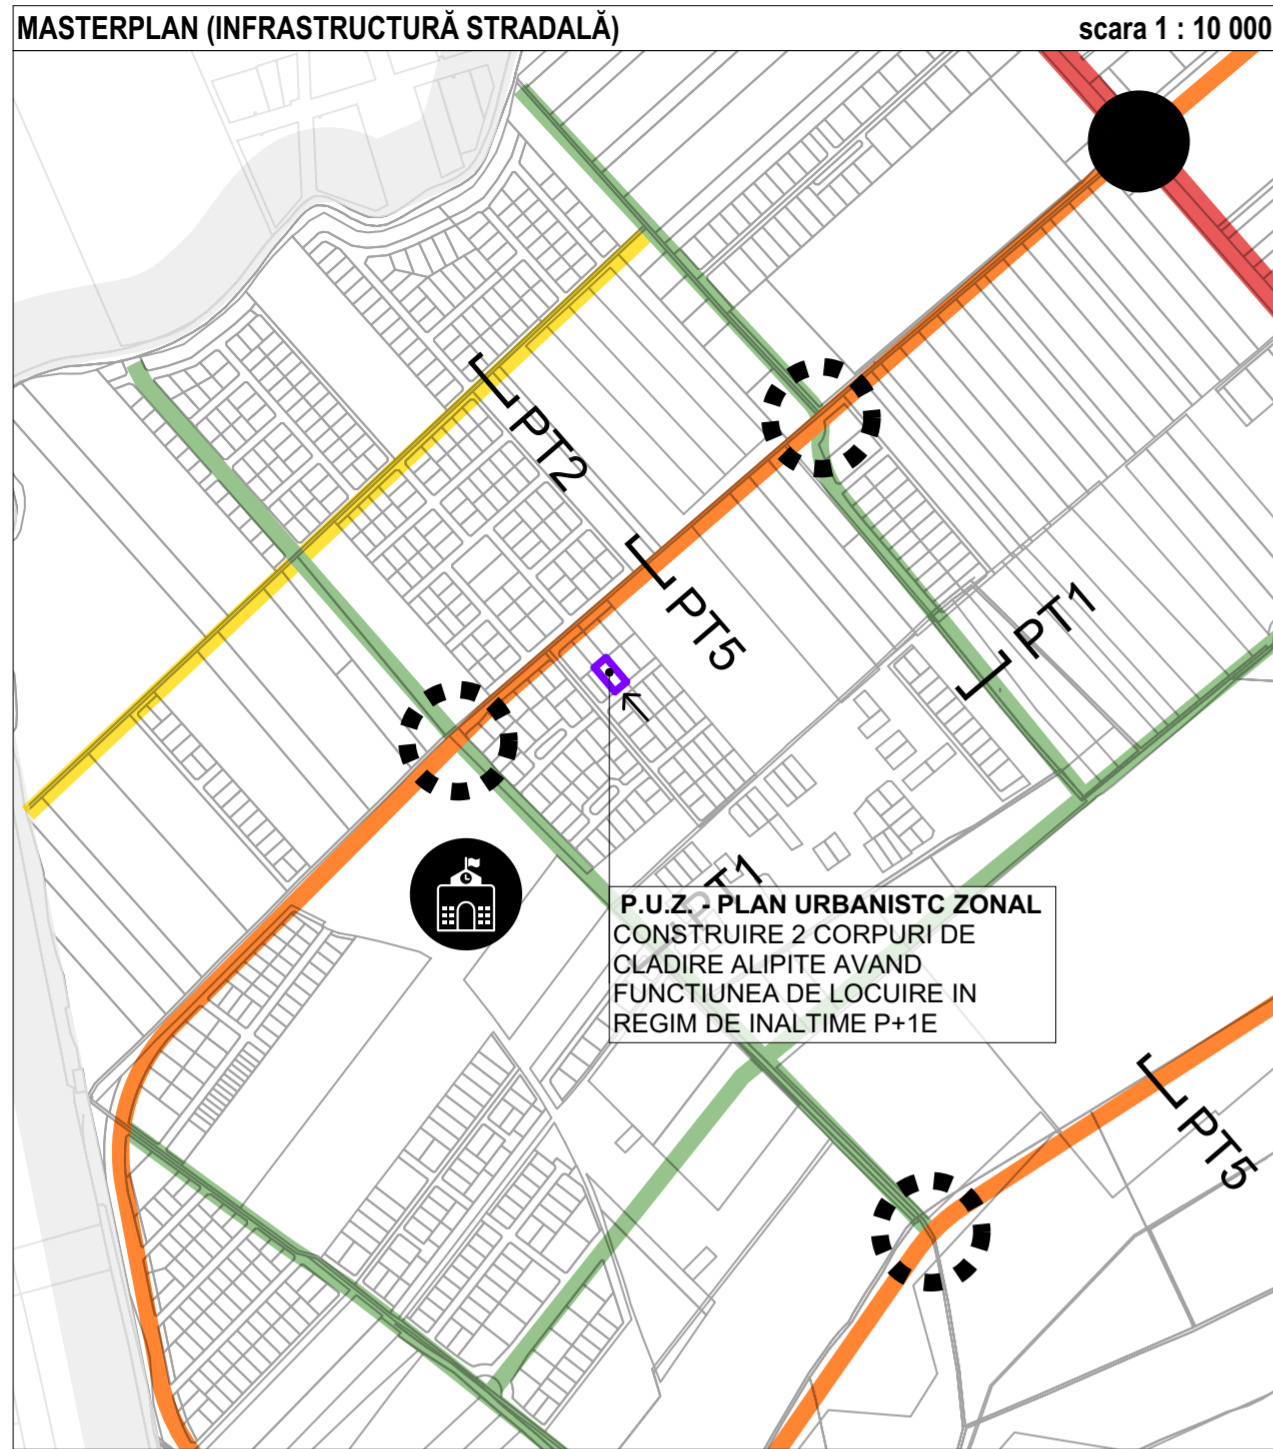 MASTERPLAN (INFRASTRUCTURĂ STRADALĂ)
scara 1 : 10 000
PT2
PT5
PT1
PT1
P.U.Z. - PLAN URBANISTC ZONAL
CONSTRUIRE 2 CORPURI DE
CLADIRE ALIPITE AVAND
FUNCTIUNEA DE LOCUIRE IN
REGIM DE INALTIME P+1E
PT5